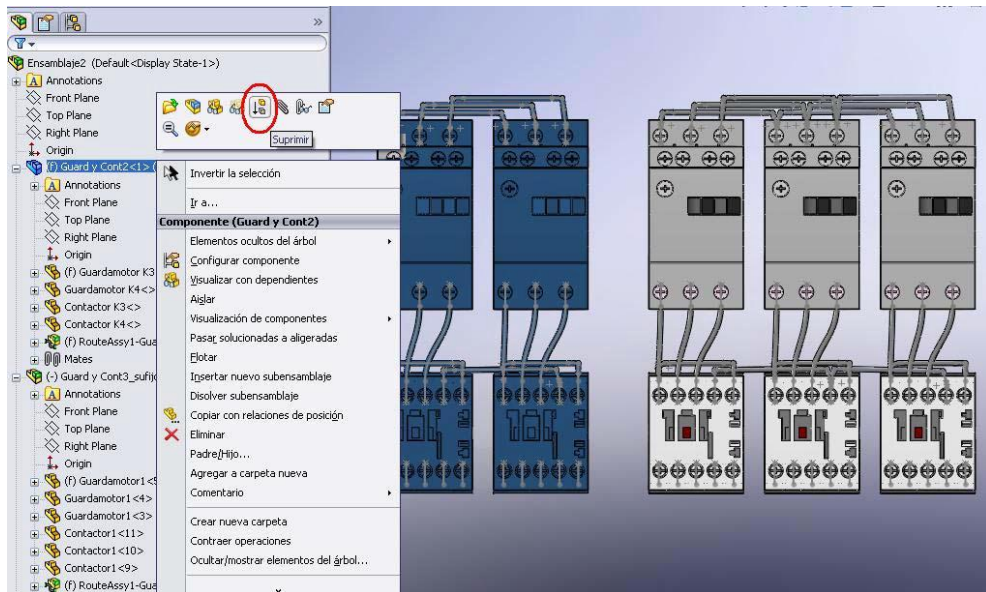 »
Ensamblaje2 (Default<Display State-1>)
A Annotations
Front Plane
Top Plane
Right Plane
Origin
Suprimir
(f) Guard y Cont2<1> (
Invertir la selección
A Annotations
Front Plane
Ir a...
Top Plane
Componente (Guard y Cont2)
Right Plane
Elementos ocultos del árbol
Origin
Configurar componente
(f) Guardamotor K3
Visualizar con dependientes
Guardamotor K4<>
Aislar
Contactor K3<>
Visualización de componentes
Contactor K4<>
Pasar solucionadas a aligeradas
(f) RouteAssy1-Gua
Flotar
Mates
Insertar nuevo subensamblaje
(-) Guard y Cont3_sufijo
Disolver subensamblaje
A Annotations
Copiar con relaciones de posición
Front Plane
Eliminar
Top Plane
Padre/Hijo...
Right Plane
Agregar a carpeta nueva
Origin
Comentario
(f) Guardamotor1<5
Guardamotor1<4>
Crear nueva carpeta
Guardamotor1<3>
Contraer operaciones
Contactor1<11>
Ocultar/mostrar elementos del árbol...
Contactor1<10>
Contactor1<9>
(f) RouteAssy1-Gua